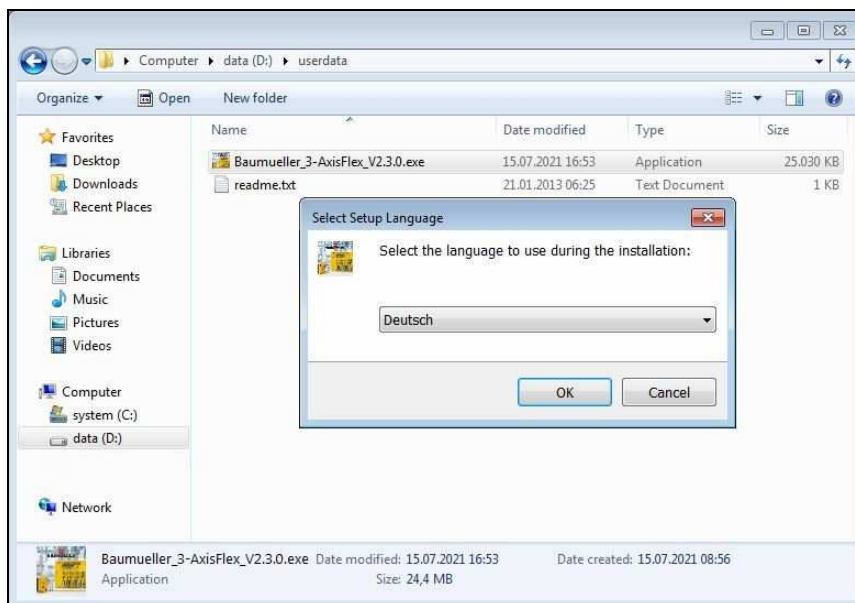 Computer data (D:) userdata
Organize Open New folder
Name Date modified Type Size
Favorites
Desktop
Downloads
Recent Places
Libraries
Documents
Music
Pictures
Videos
Computer
system (C:)
data (D:)
Network
Baumueller_3-AxisFlex_V2.3.0.exe 15.07.2021 16:53 Application 25.030 KB
readme.txt 21.01.2013 06:25 Text Document 1 KB
Select Setup Language
Select the language to use during the installation:
Deutsch
OK Cancel
Baumueller_3-AxisFlex_V2.3.0.exe Date modified: 15.07.2021 16:53 Date created: 15.07.2021 08:56
Application Size: 24,4 MB